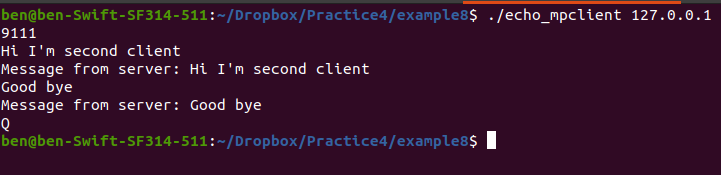 ben@ben-Swift-SF314-511:~/Dropbox/Practice4/example8$ ./echo_mpclient 127.0.0.1
9111
Hi I'm second client
Message from server: Hi I'm second client
Good bye
Message from server: Good bye
Q
ben@ben-Swift-SF314-511:~/Dropbox/Practice4/example8$